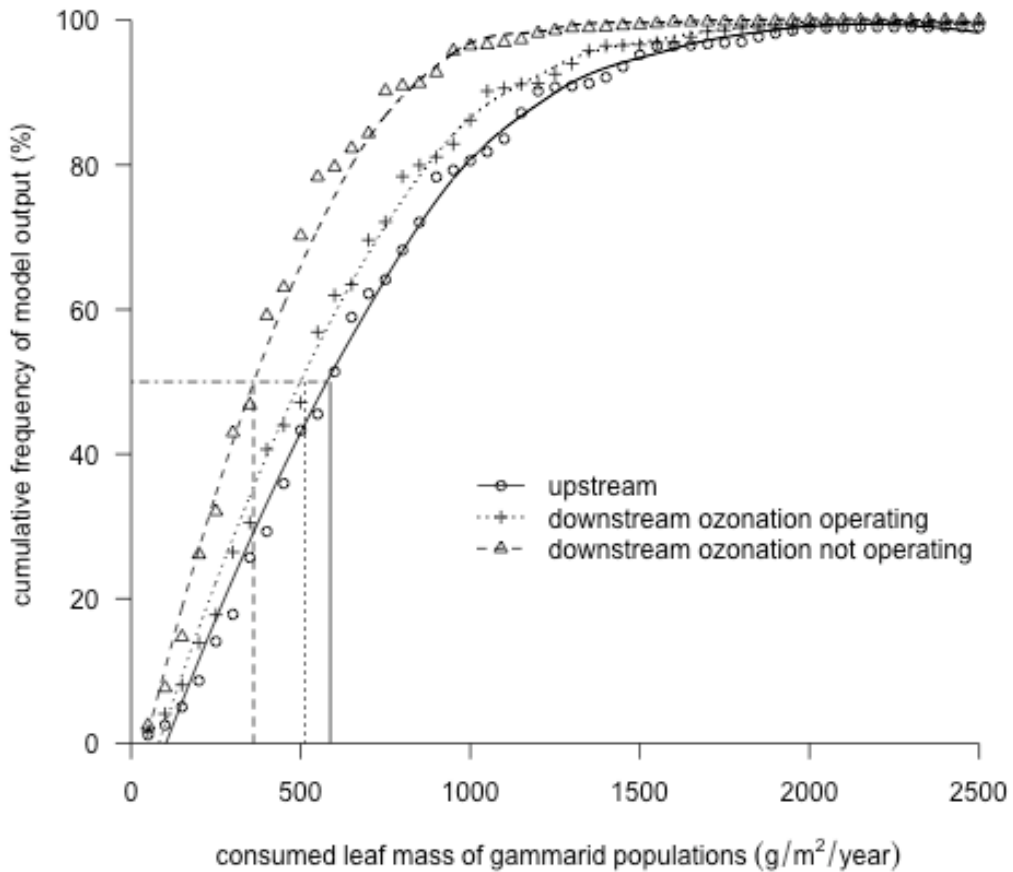 100
80
60
40
20
0
cumulative frequency of model output (%)
upstream
downstream ozonation operating
downstream ozonation not operating
0 500 1000 1500 2000 2500
consumed leaf mass of gammarid populations (g/m²/year)